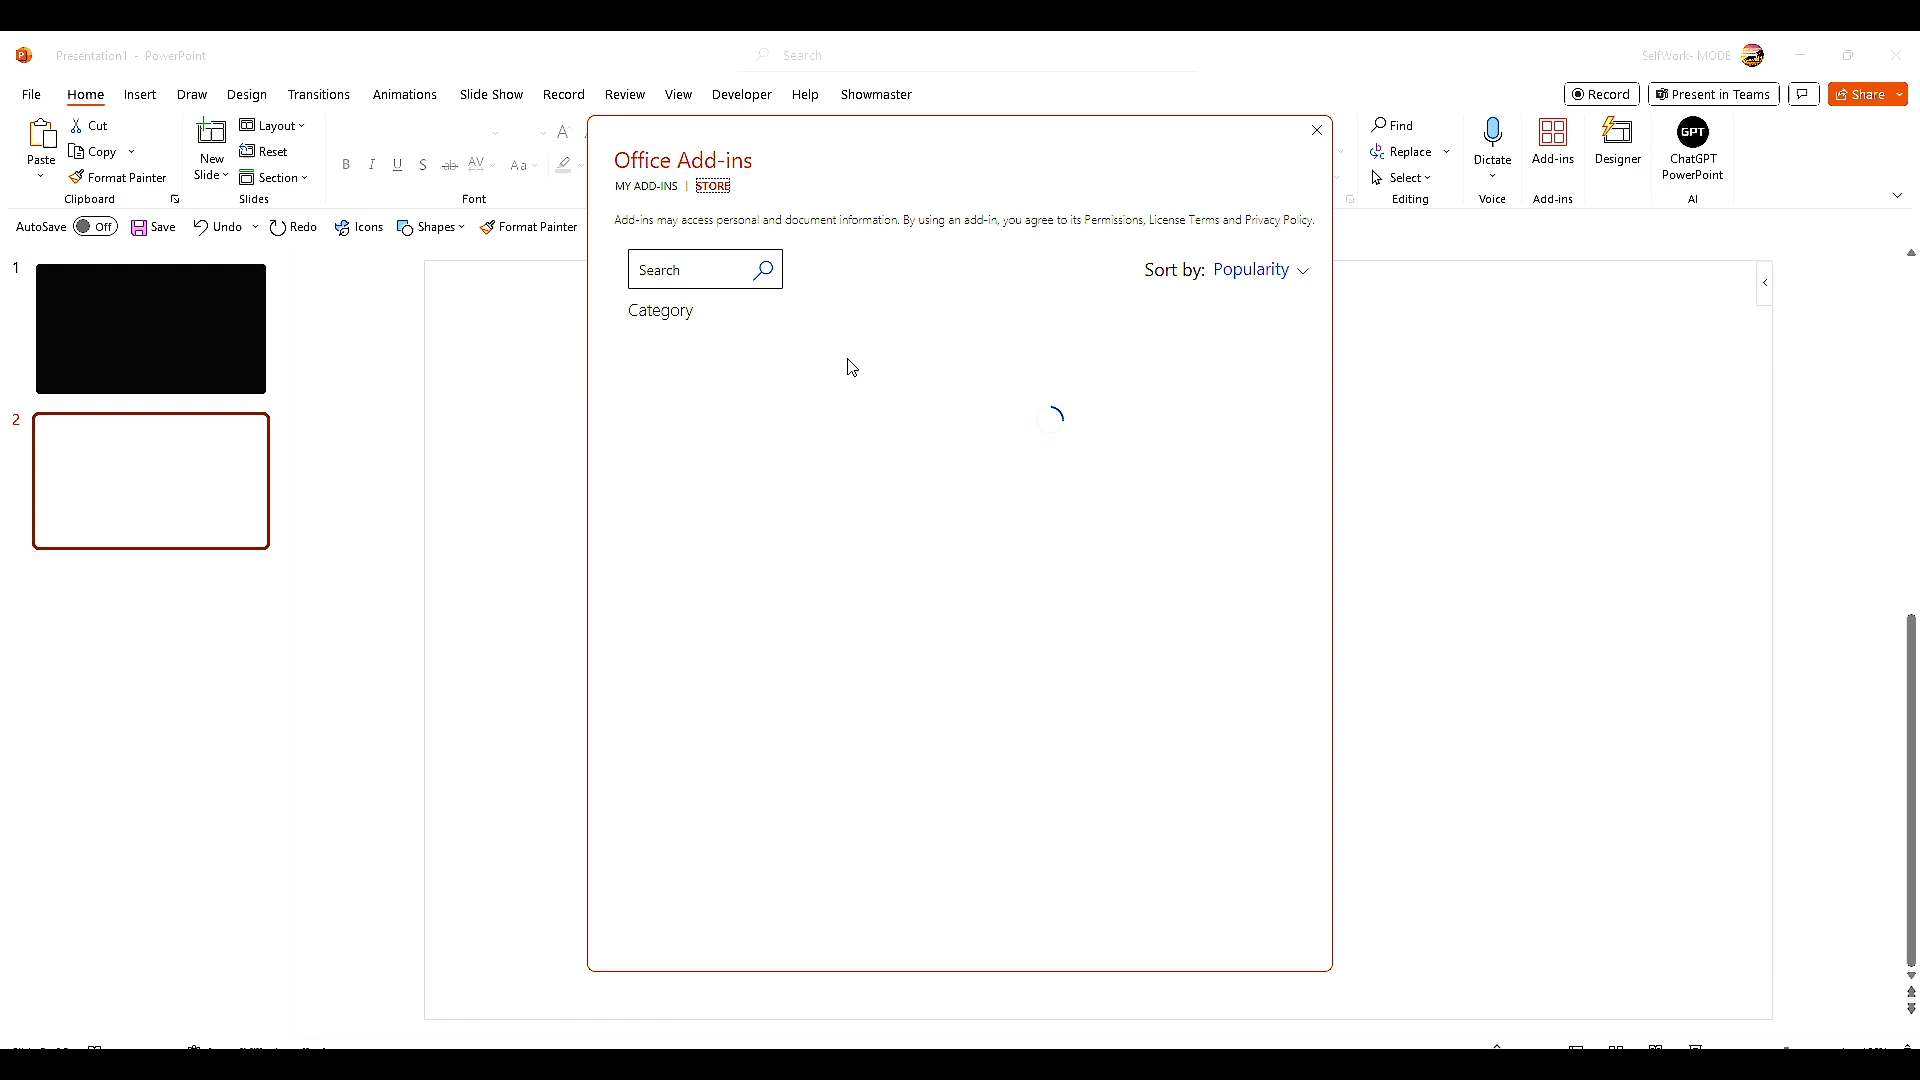 Presentation1 - PowerPoint
Search
SelfWork- MODE
File Home Insert Draw Design Transitions Animations Slide Show Record Review View Developer Help Showmaster
Record
Present in Teams
Share
Paste
Cut
Copy
Format Painter
Clipboard
New Slide
Layout
Reset
Section
Slides
B I U S ab AV Aa
A
Font
Find
Replace
Select
Editing
Dictate
Voice
Add-ins
Add-ins
Designer
GPT
ChatGPT
PowerPoint
AI
AutoSave Off Save Undo Redo Icons Shapes Format Painter
Office Add-ins
MY ADD-INS | STORE
Add-ins may access personal and document information. By using an add-in, you agree to its Permissions, License Terms and Privacy Policy.
Search
Sort by: Popularity
Category
1
2